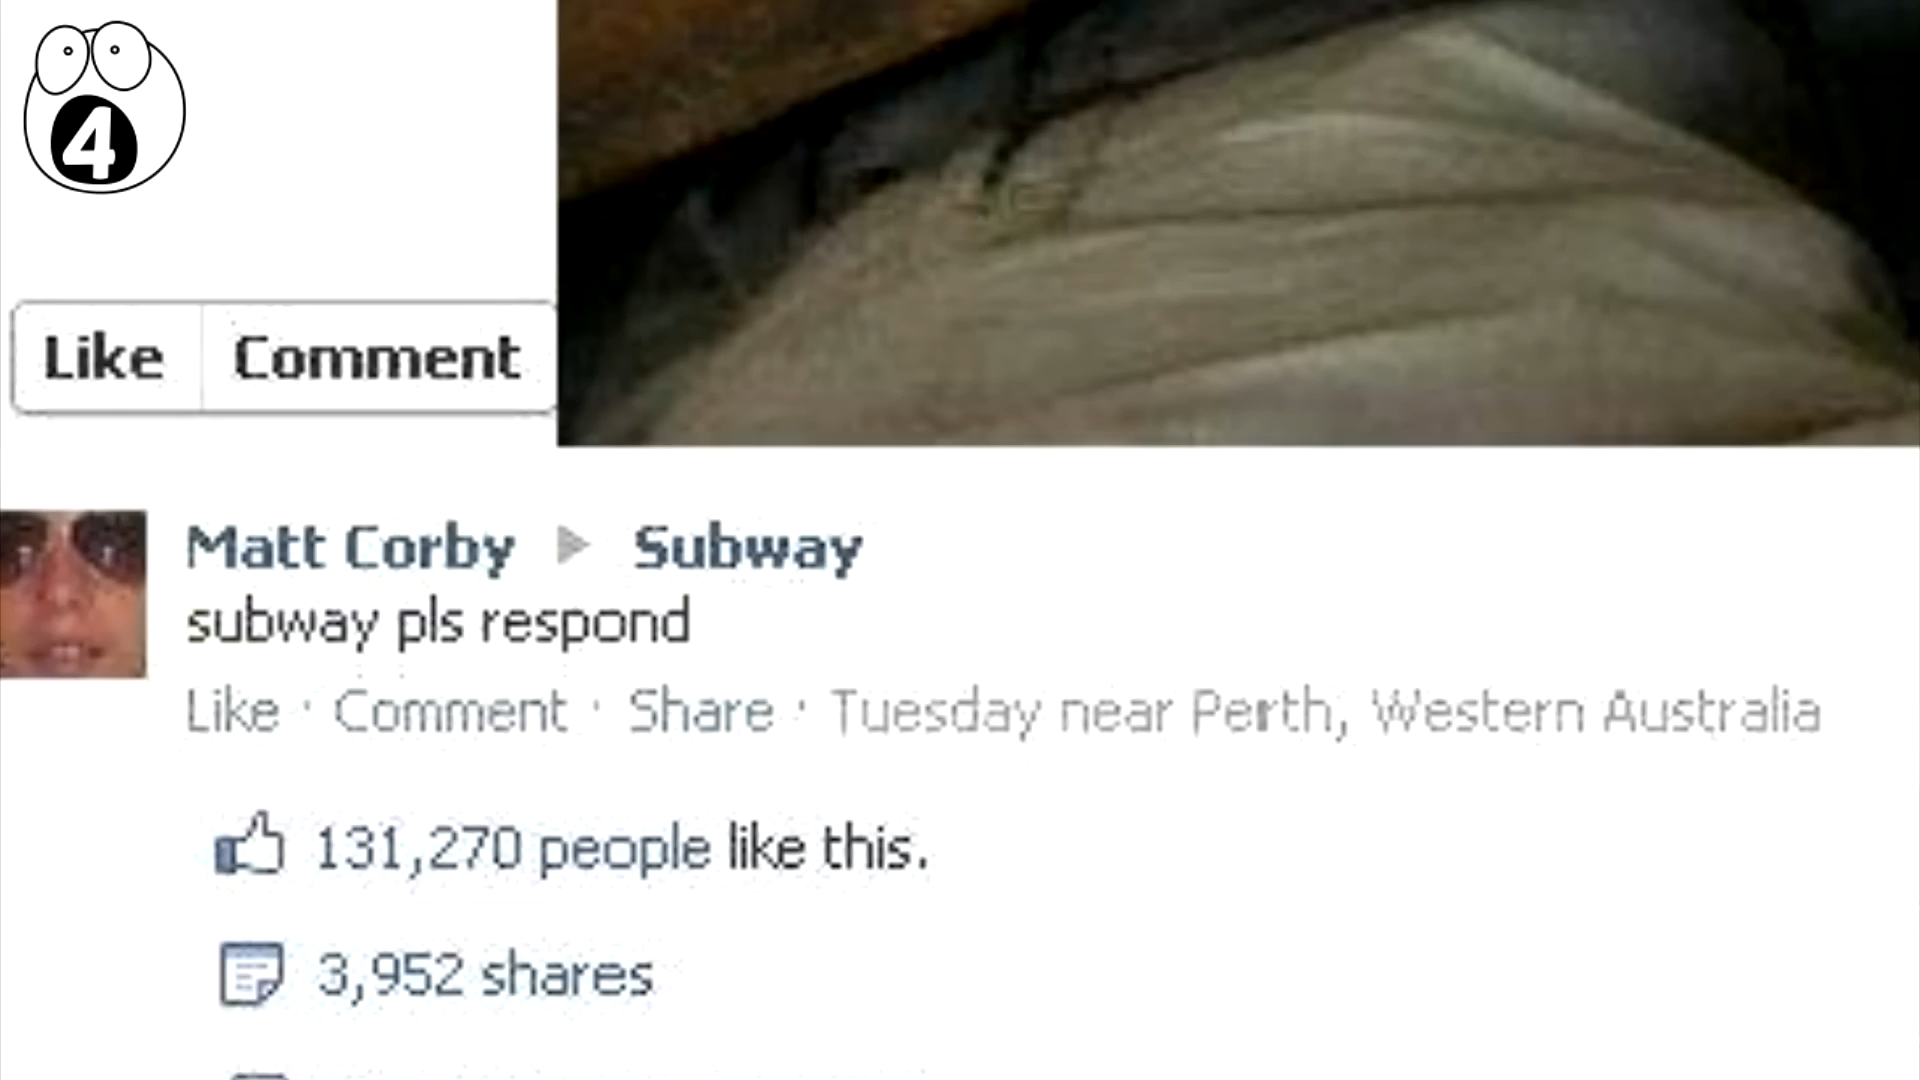 4
Like Comment
Matt Corby Subway
subway pls respond
Like · Comment · Share · Tuesday near Perth, Western Australia
131,270 people like this.
3,952 shares